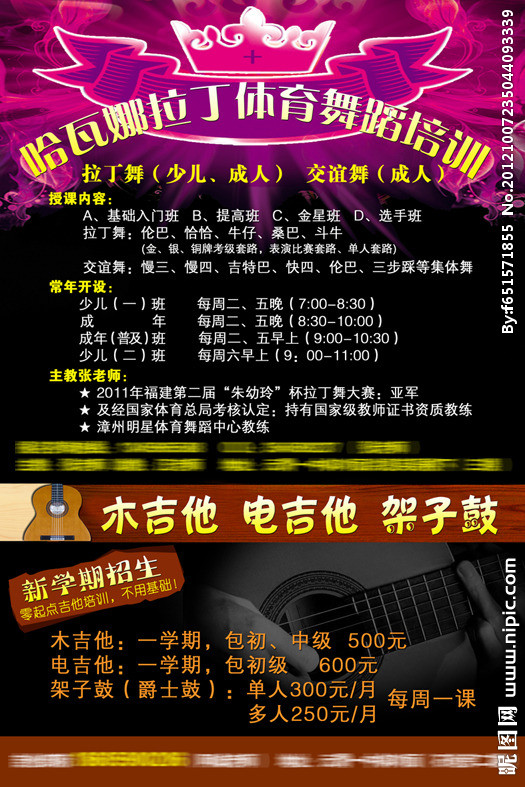 哈瓦娜拉丁体育舞蹈培训
拉丁舞（少儿、成人） 交谊舞（成人）
授课内容：
A、基础入门班 B、提高班 C、金星班 D、选手班
拉丁舞：伦巴、恰恰、牛仔、桑巴、斗牛
（金、银、铜牌考级套路，表演比赛套路、单人套路）
交谊舞：慢三、慢四、吉特巴、快四、伦巴、三步踩等集体舞
常年开设：
少儿（一）班 每周二、五晚（7:00-8:30）
成 年 每周二、五晚（8:30-10:00）
成年(普及)班 每周二、五早上（9:00-10:30）
少儿（二）班 每周六早上（9：00-11:00）
主教张老师：
★ 2011年福建第二届“朱幼玲”杯拉丁舞大赛：亚军
★ 及经国家体育总局考核认定：持有国家级教师证书资质教练
★ 漳州明星体育舞蹈中心教练
木吉他 电吉他 架子鼓
新学期招生
零起点吉他培训，不用基础！
木吉他：一学期，包初、中级 500元
电吉他：一学期，包初级 600元
架子鼓（爵士鼓）：单人300元/月 每周一课
多人250元/月
By:f651571855 No.20121007235044093339
昵图网 www.nipic.com